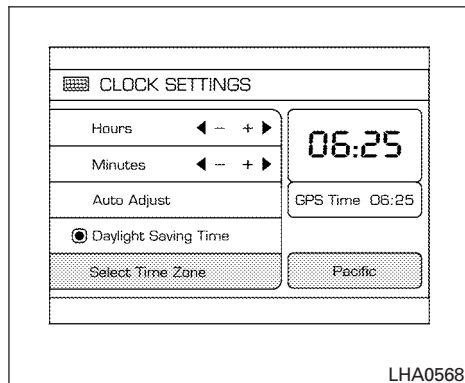 CLOCK SETTINGS
Hours ◀ – + ▶
Minutes ◀ – + ▶
Auto Adjust
Daylight Saving Time
Select Time Zone
06:25
GPS Time 06:25
Pacific
LHA0568